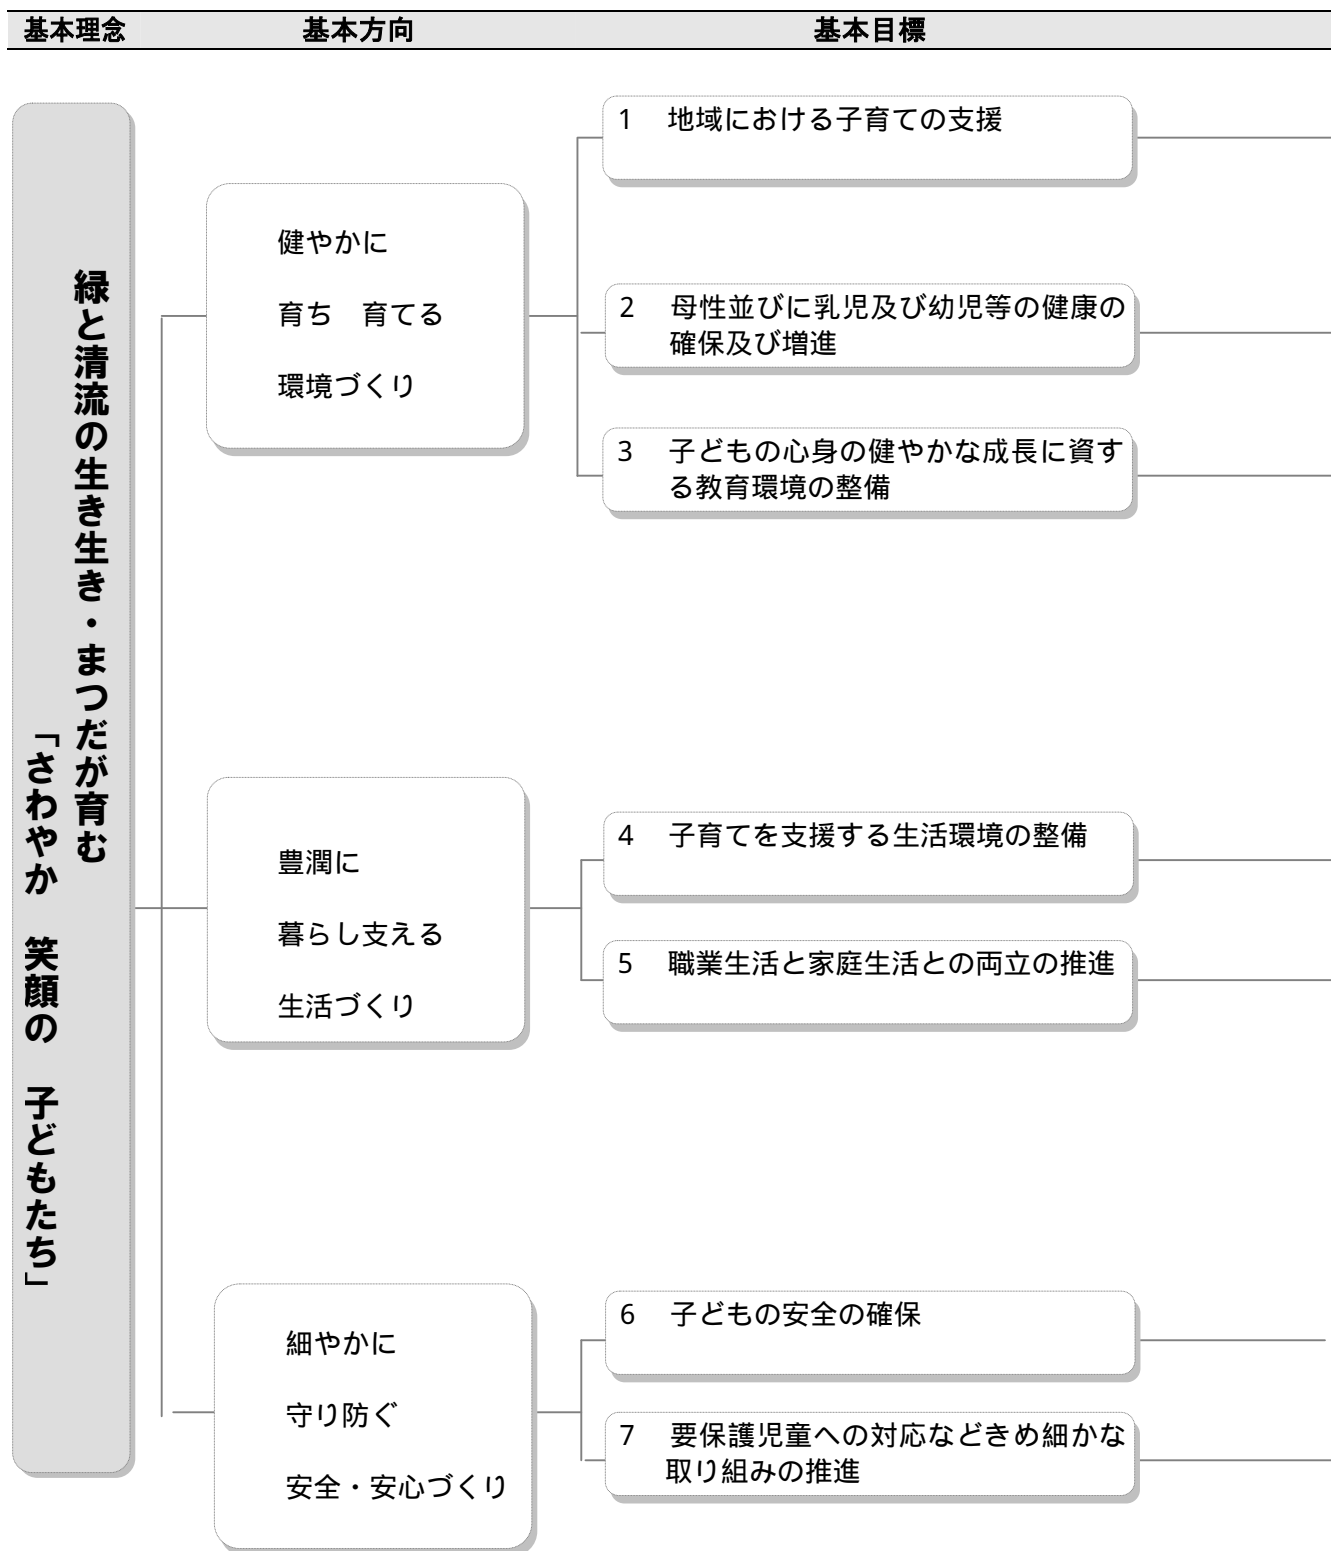 基本理念 基本方向 基本目標
緑と清流の生き生き・まつだが育む
「さわやか 笑顔の 子どもたち」
健やかに
育ち 育てる
環境づくり
1 地域における子育ての支援
2 母性並びに乳児及び幼児等の健康の
確保及び増進
3 子どもの心身の健やかな成長に資す
る教育環境の整備
豊潤に
暮らし支える
生活づくり
4 子育てを支援する生活環境の整備
5 職業生活と家庭生活との両立の推進
細やかに
守り防ぐ
安全・安心づくり
6 子どもの安全の確保
7 要保護児童への対応などきめ細かな
取り組みの推進